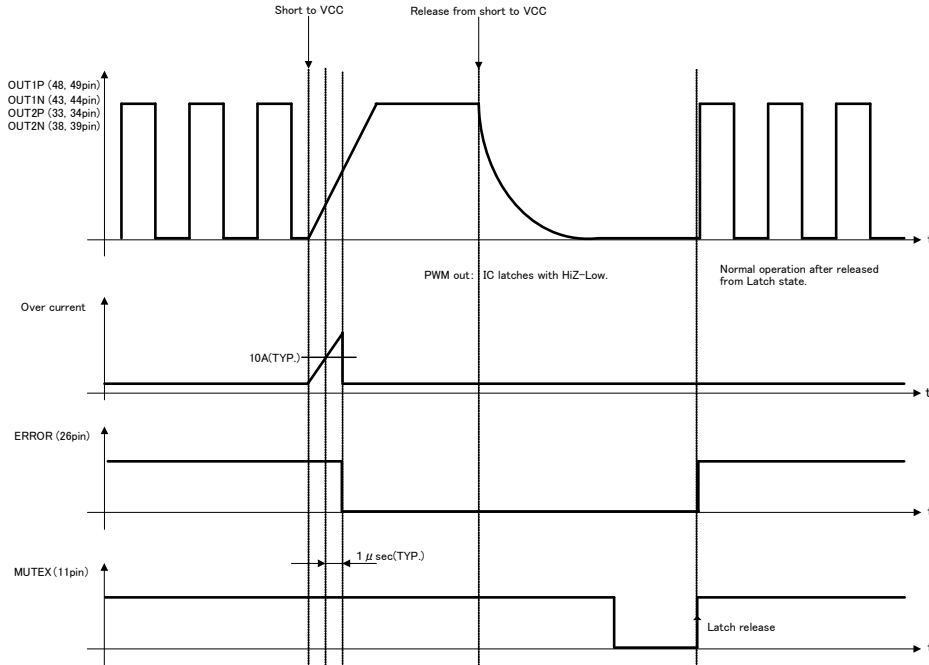 Short to VCC
Release from short to VCC
OUT1P (48, 49pin)
OUT1N (43, 44pin)
OUT2P (33, 34pin)
OUT2N (38, 39pin)
t
PWM out: IC latches with HiZ-Low.
Normal operation after released
from Latch state.
Over current
10A(TYP.)
t
ERROR (26pin)
t
1 μ sec(TYP.)
MUTEX (11pin)
Latch release
t